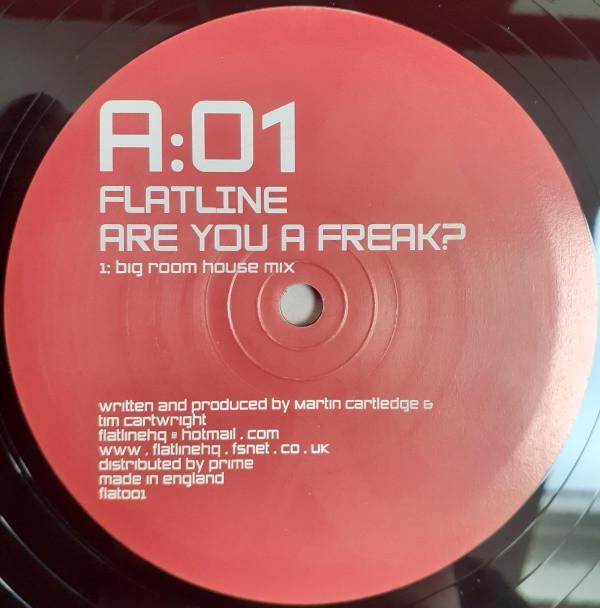 A:01
FLATLINE
ARE YOU A FREAK?
1: big room house mix
written and produced by Martin cartledge &
tim cartwright
flatlinehq @ hotmail . com
www . flatlinehq . fsnet . co . uk
distributed by prime
made in england
flat001